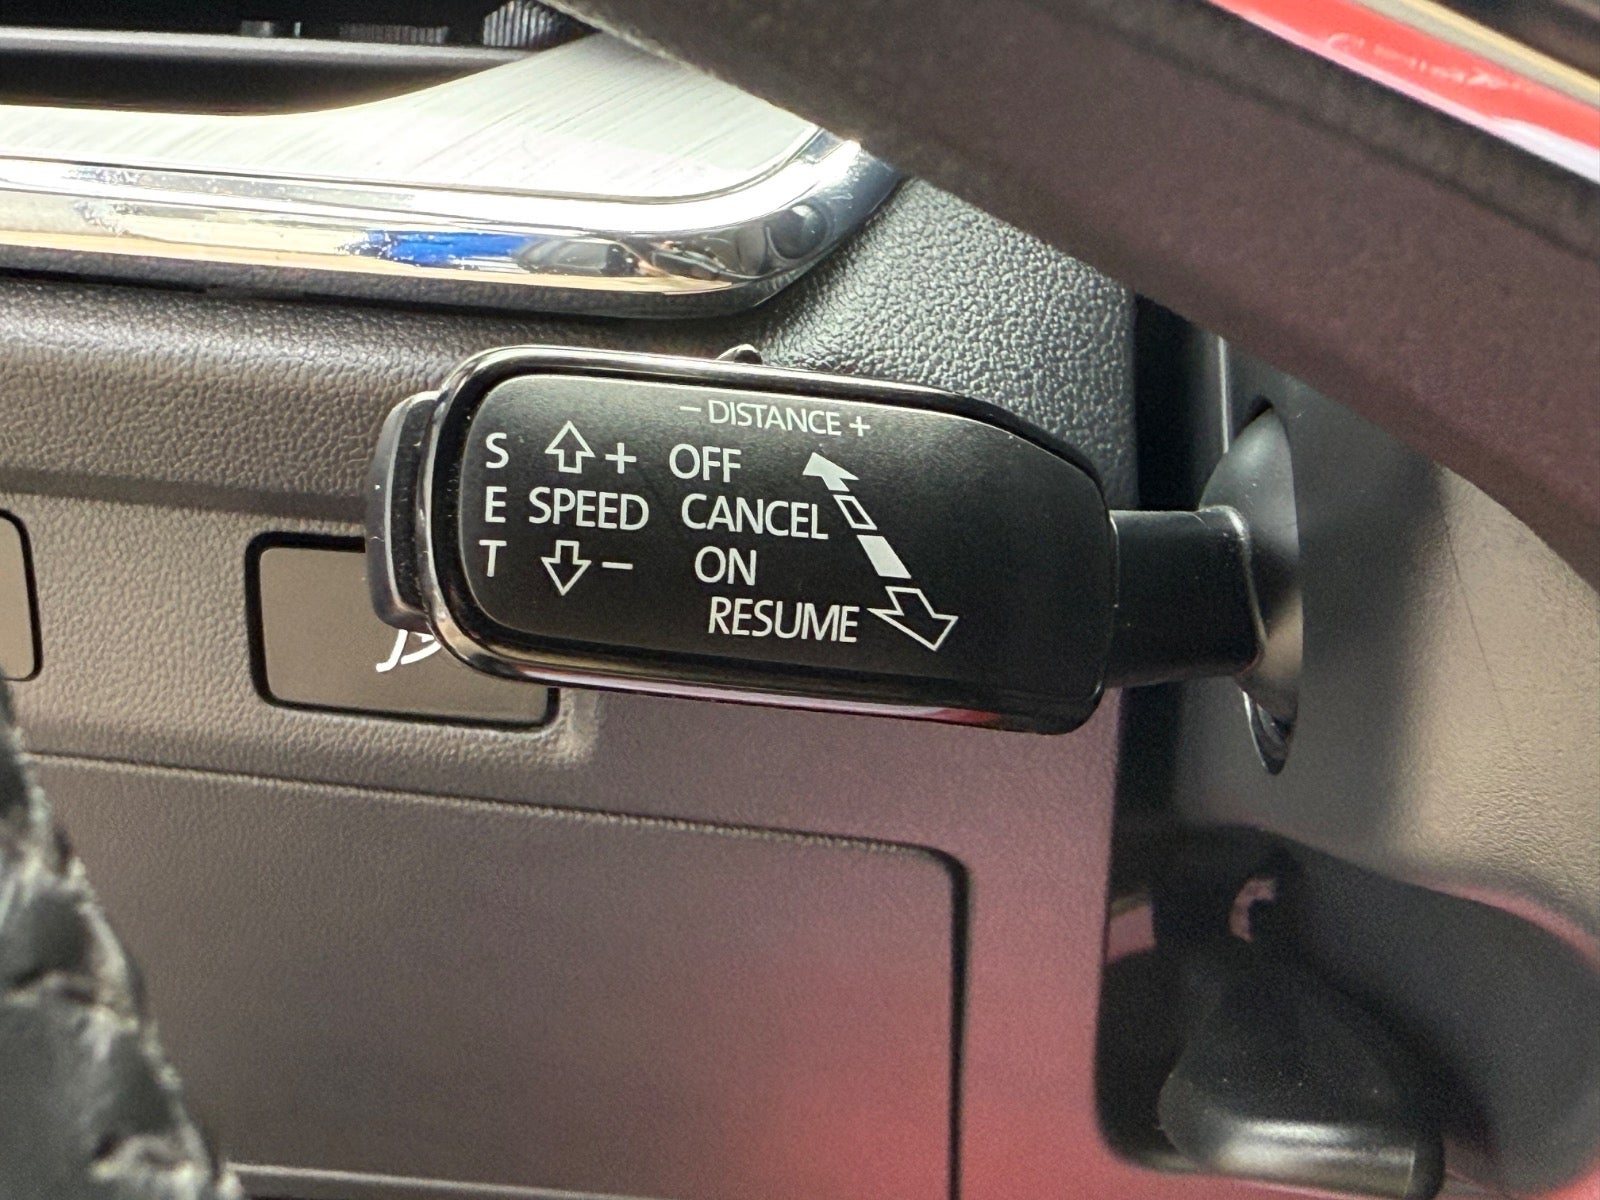 − DISTANCE +
S + OFF
E SPEED CANCEL
T − ON
RESUME